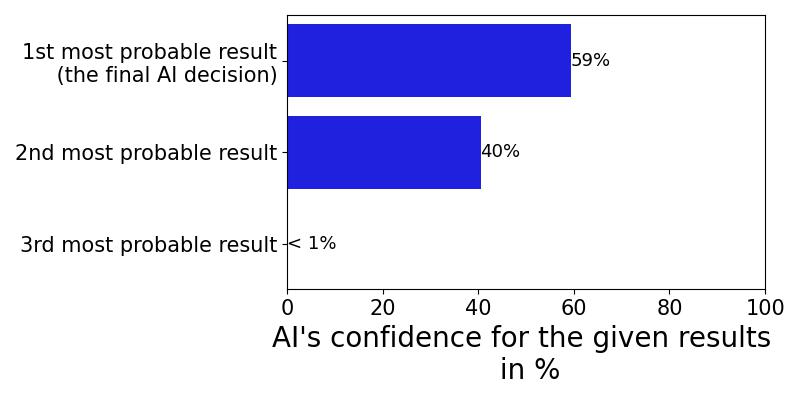 1st most probable result
(the final AI decision)
59%
2nd most probable result
40%
3rd most probable result
< 1%
0 20 40 60 80 100
AI's confidence for the given results
in %